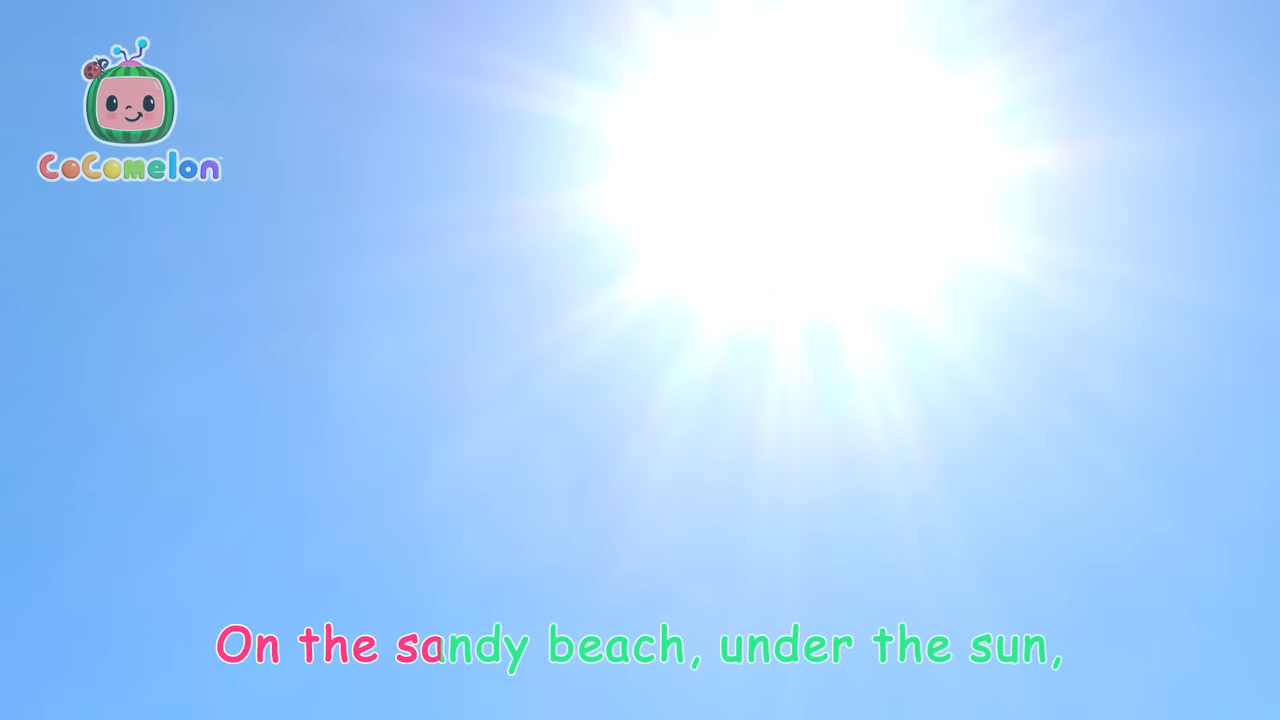 CoComelon
On the sandy beach, under the sun,